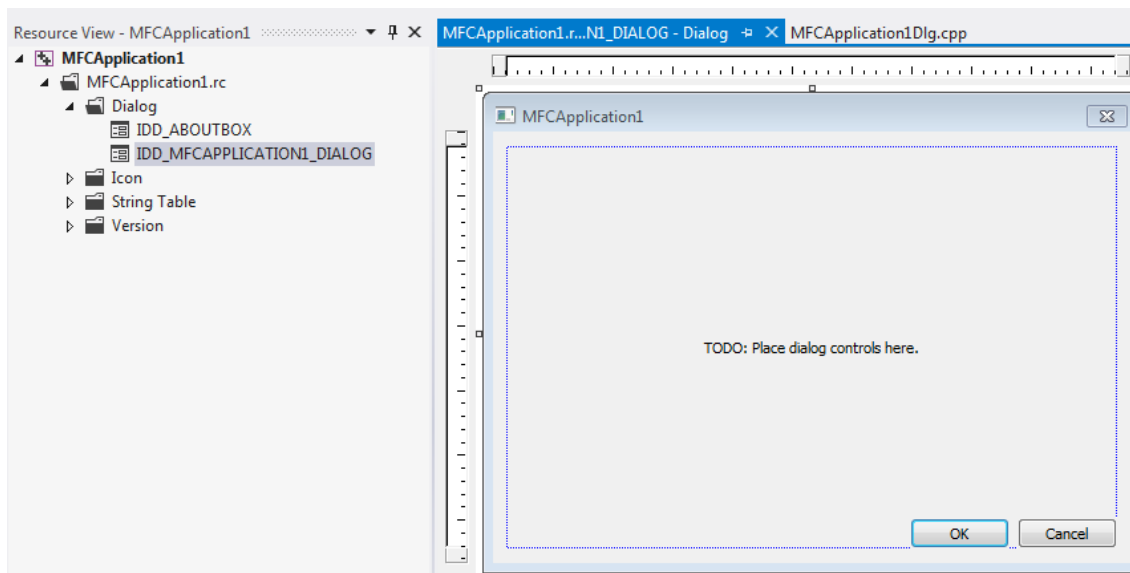 Resource View - MFCApplication1
MFCApplication1
MFCApplication1.rc
Dialog
IDD_ABOUTBOX
IDD_MFCAPPLICATION1_DIALOG
Icon
String Table
Version
MFCApplication1.r...N1_DIALOG - Dialog
MFCApplication1Dlg.cpp
MFCApplication1
TODO: Place dialog controls here.
OK
Cancel